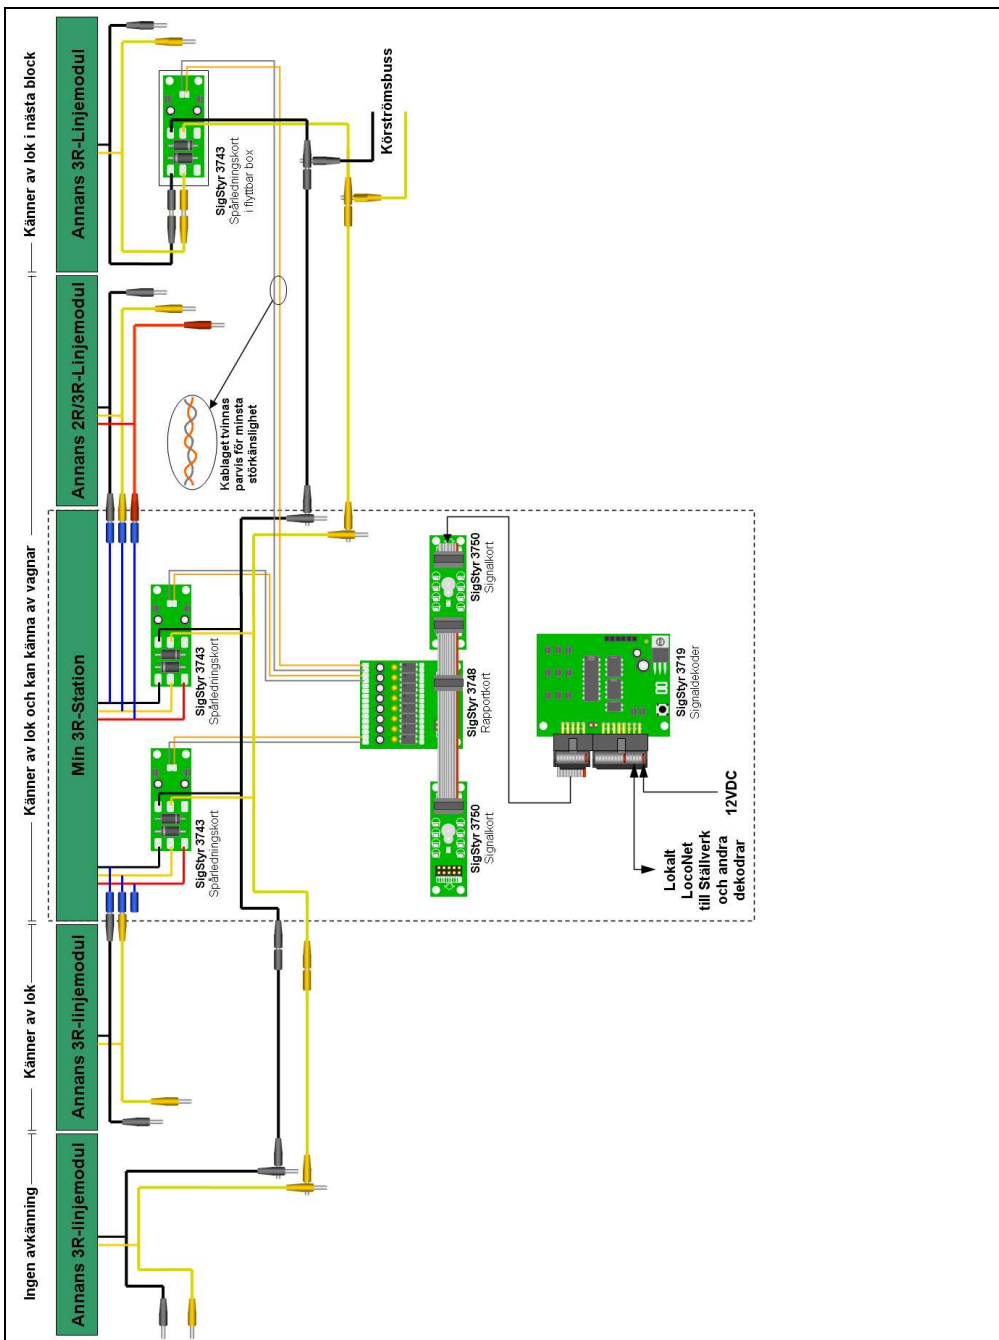 Ingen avkänning
Känner av lok
Känner av lok och kan känna av vagnar
Känner av lok i nästa block
Annans 3R-linjemodul
Annans 3R-linjemodul
Min 3R-Station
Annans 2R/3R-Linjemodul
Annans 3R-Linjemodul
SigStyr 3743
Spårledningskort
SigStyr 3743
Spårledningskort
SigStyr 3743
Spårledningskort
i flyttbar box
Kablaget tvinnas
parvis för minsta
störkänslighet
Körströmsbuss
SigStyr 3750
Signalkort
SigStyr 3748
Rapportkort
SigStyr 3750
Signalkort
SigStyr 3719
Signaldekoder
Lokalt
LocoNet
till Ställverk
och andra
dekodrar
12VDC